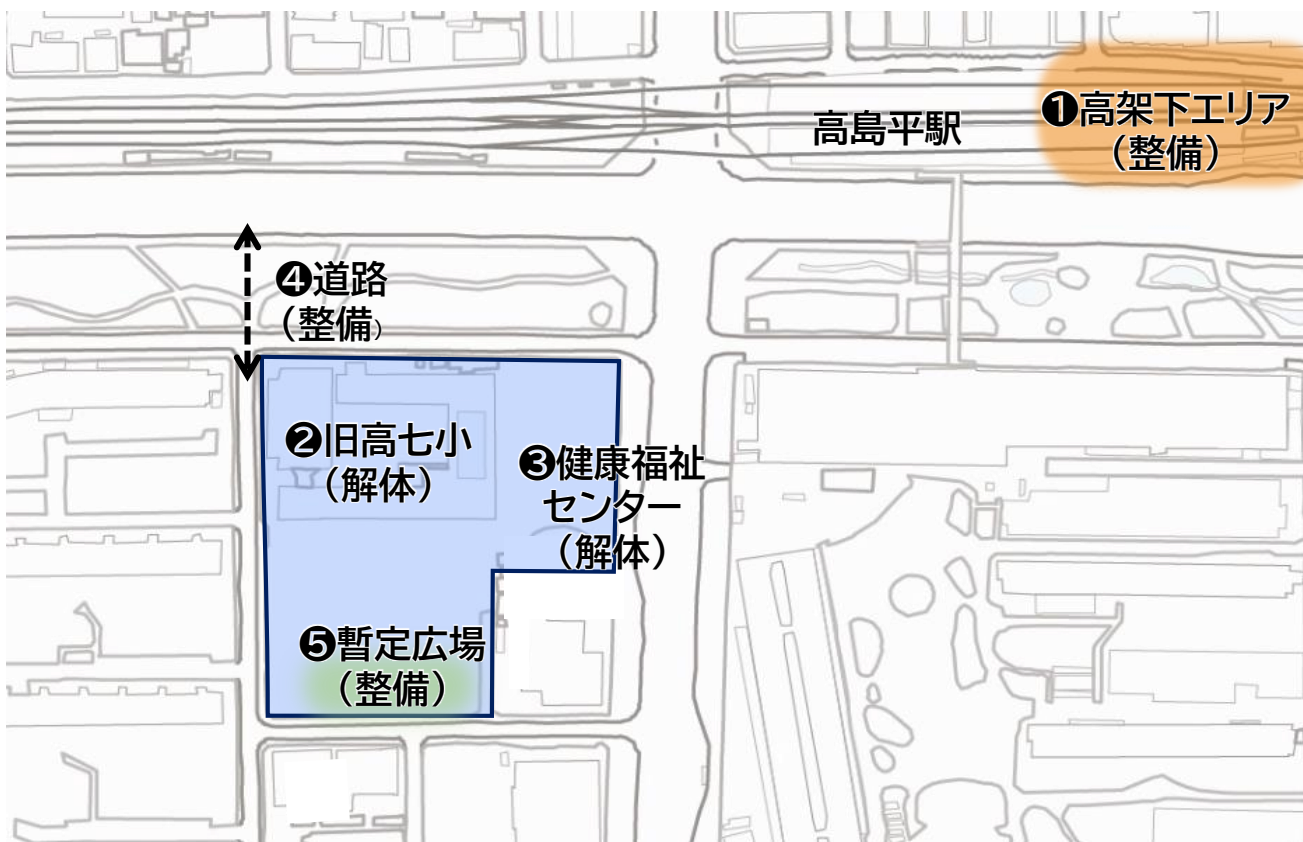 高島平駅
❶高架下エリア
（整備）
❹道路
（整備）
❷旧高七小
（解体）
❸健康福祉
センター
（解体）
❺暫定広場
（整備）